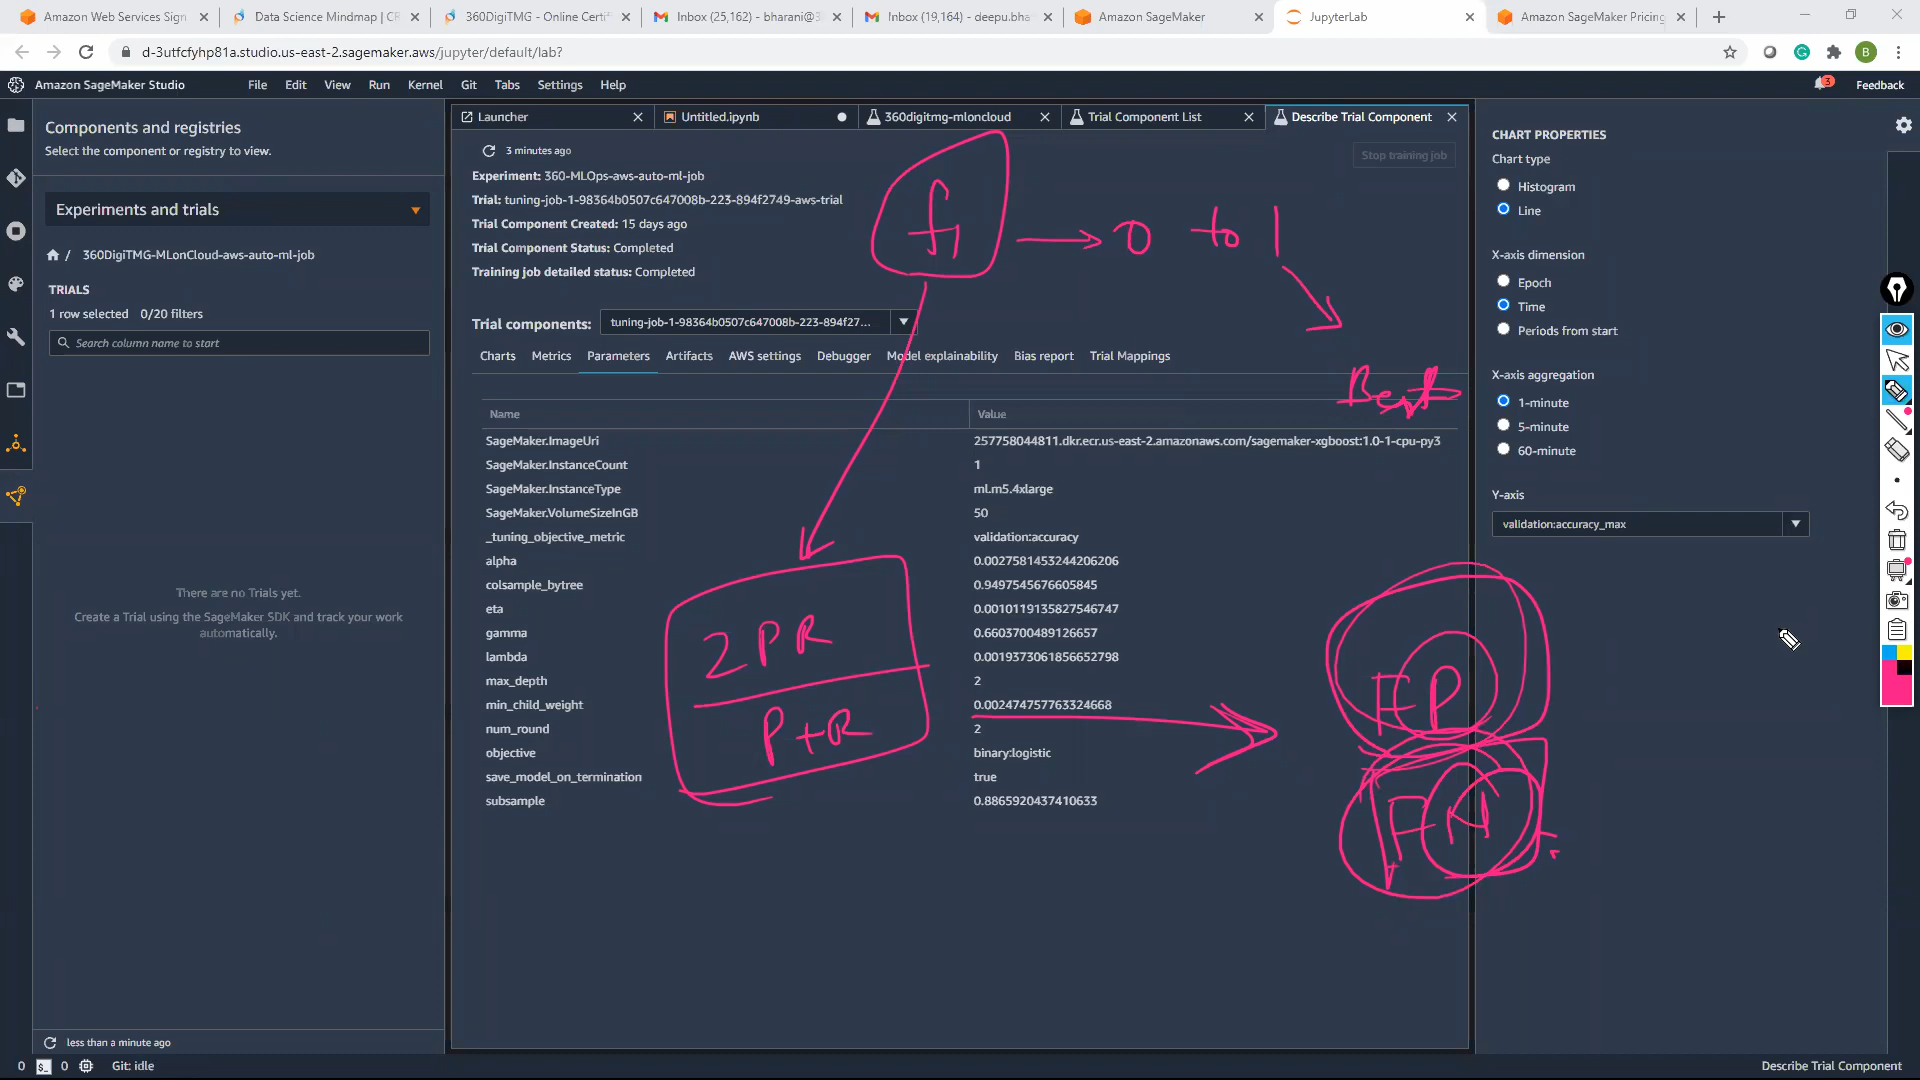 Amazon Web Services Sign
Data Science Mindmap | CR
360DigiTMG - Online Certif
Inbox (25,162) - bharani@3
Inbox (19,164) - deepu.bha
Amazon SageMaker
JupyterLab
Amazon SageMaker Pricing
d-3utfcfyhp81a.studio.us-east-2.sagemaker.aws/jupyter/default/lab?
B
Amazon SageMaker Studio
File Edit View Run Kernel Git Tabs Settings Help
3
Feedback
Components and registries
Select the component or registry to view.
Experiments and trials
/ 360DigiTMG-MLonCloud-aws-auto-ml-job
TRIALS
1 row selected 0/20 filters
Search column name to start
There are no Trials yet.
Create a Trial using the SageMaker SDK and track your work
automatically.
less than a minute ago
Launcher
Untitled.ipynb
360digitmg-mloncloud
Trial Component List
Describe Trial Component
3 minutes ago
Stop training job
Experiment: 360-MLOps-aws-auto-ml-job
Trial: tuning-job-1-98364b0507c647008b-223-894f2749-aws-trial
Trial Component Created: 15 days ago
Trial Component Status: Completed
Training job detailed status: Completed
f1 → 0 to 1
Best
Trial components: tuning-job-1-98364b0507c647008b-223-894f27...
Charts Metrics Parameters Artifacts AWS settings Debugger Model explainability Bias report Trial Mappings
Name Value
SageMaker.ImageUri 257758044811.dkr.ecr.us-east-2.amazonaws.com/sagemaker-xgboost:1.0-1-cpu-py3
SageMaker.InstanceCount 1
SageMaker.InstanceType ml.m5.4xlarge
SageMaker.VolumeSizeInGB 50
_tuning_objective_metric validation:accuracy
alpha 0.0027581453244206206
colsample_bytree 0.9497545676605845
eta 0.0010119135827546747
gamma 0.6603700489126657
lambda 0.0019373061856652798
max_depth 2
min_child_weight 0.002474757763324668
num_round 2
objective binary:logistic
save_model_on_termination true
subsample 0.8865920437410633
2PR
P+R
FP
FN
CHART PROPERTIES
Chart type
Histogram
Line
X-axis dimension
Epoch
Time
Periods from start
X-axis aggregation
1-minute
5-minute
60-minute
Y-axis
validation:accuracy_max
0 0 Git: idle
Describe Trial Component